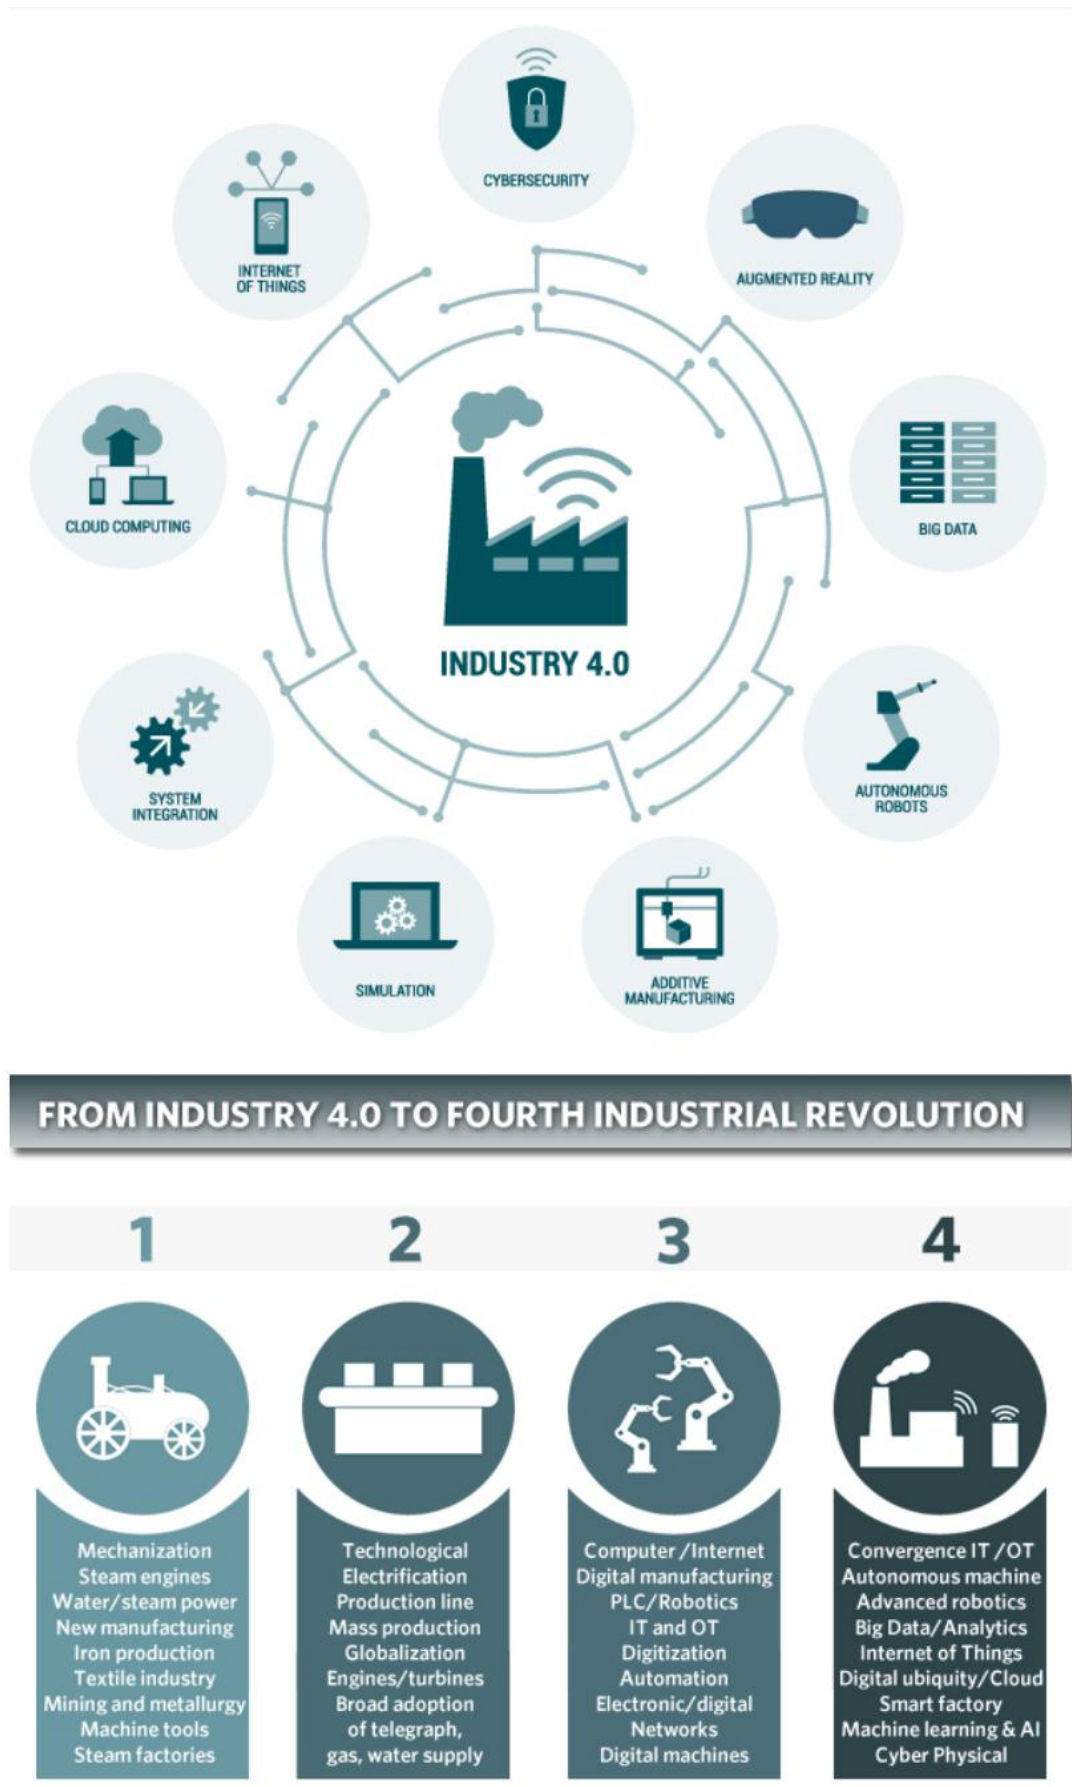 CYBERSECURITY
INTERNET
OF THINGS
AUGMENTED REALITY
CLOUD COMPUTING
BIG DATA
INDUSTRY 4.0
SYSTEM
INTEGRATION
AUTONOMOUS
ROBOTS
SIMULATION
ADDITIVE
MANUFACTURING
FROM INDUSTRY 4.0 TO FOURTH INDUSTRIAL REVOLUTION
1
Mechanization
Steam engines
Water/steam power
New manufacturing
Iron production
Textile industry
Mining and metallurgy
Machine tools
Steam factories
2
Technological
Electrification
Production line
Mass production
Globalization
Engines/turbines
Broad adoption
of telegraph,
gas, water supply
3
Computer /Internet
Digital manufacturing
PLC/Robotics
IT and OT
Digitization
Automation
Electronic/digital
Networks
Digital machines
4
Convergence IT /OT
Autonomous machine
Advanced robotics
Big Data/Analytics
Internet of Things
Digital ubiquity/Cloud
Smart factory
Machine learning & AI
Cyber Physical